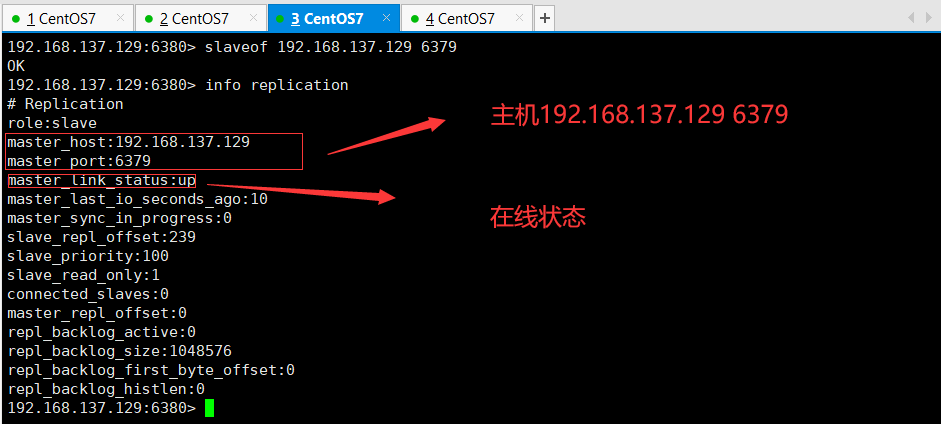 1 CentOS7 2 CentOS7 3 CentOS7 4 CentOS7
192.168.137.129:6380> slaveof 192.168.137.129 6379
OK
192.168.137.129:6380> info replication
# Replication
role:slave
主机192.168.137.129 6379
master_host:192.168.137.129
master_port:6379
master_link_status:up
master_last_io_seconds_ago:10
master_sync_in_progress:0
在线状态
slave_repl_offset:239
slave_priority:100
slave_read_only:1
connected_slaves:0
master_repl_offset:0
repl_backlog_active:0
repl_backlog_size:1048576
repl_backlog_first_byte_offset:0
repl_backlog_histlen:0
192.168.137.129:6380>